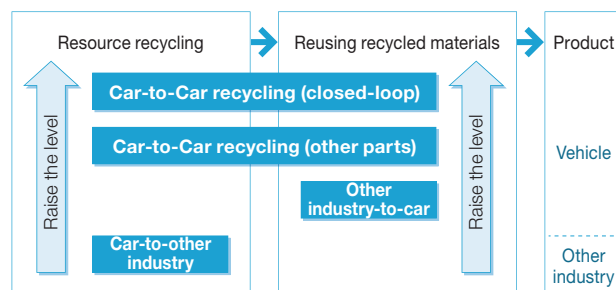 Resource recycling
Reusing recycled materials
Product
Raise the level
Car-to-Car recycling (closed-loop)
Car-to-Car recycling (other parts)
Other
industry-to-car
Car-to-other
industry
Raise the level
Vehicle
Other
industry